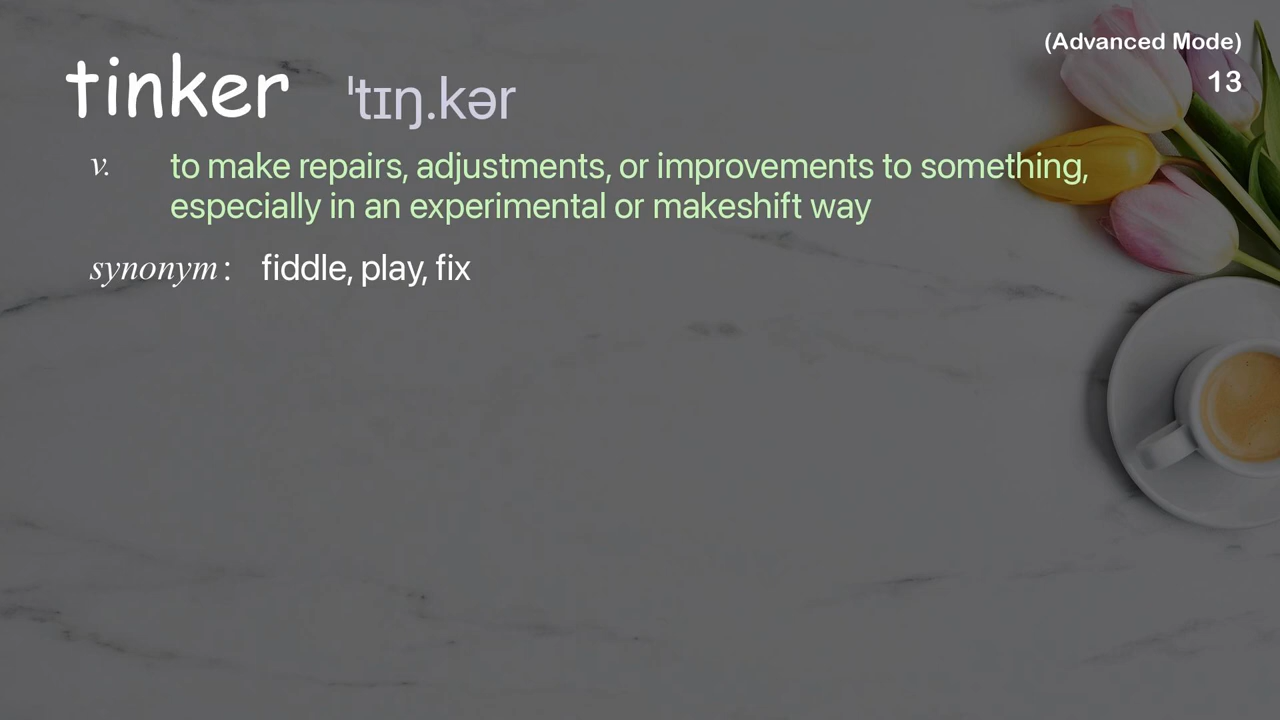 (Advanced Mode)
13
tinker ˈtɪŋ.kər
v. to make repairs, adjustments, or improvements to something,
especially in an experimental or makeshift way
synonym : fiddle, play, fix